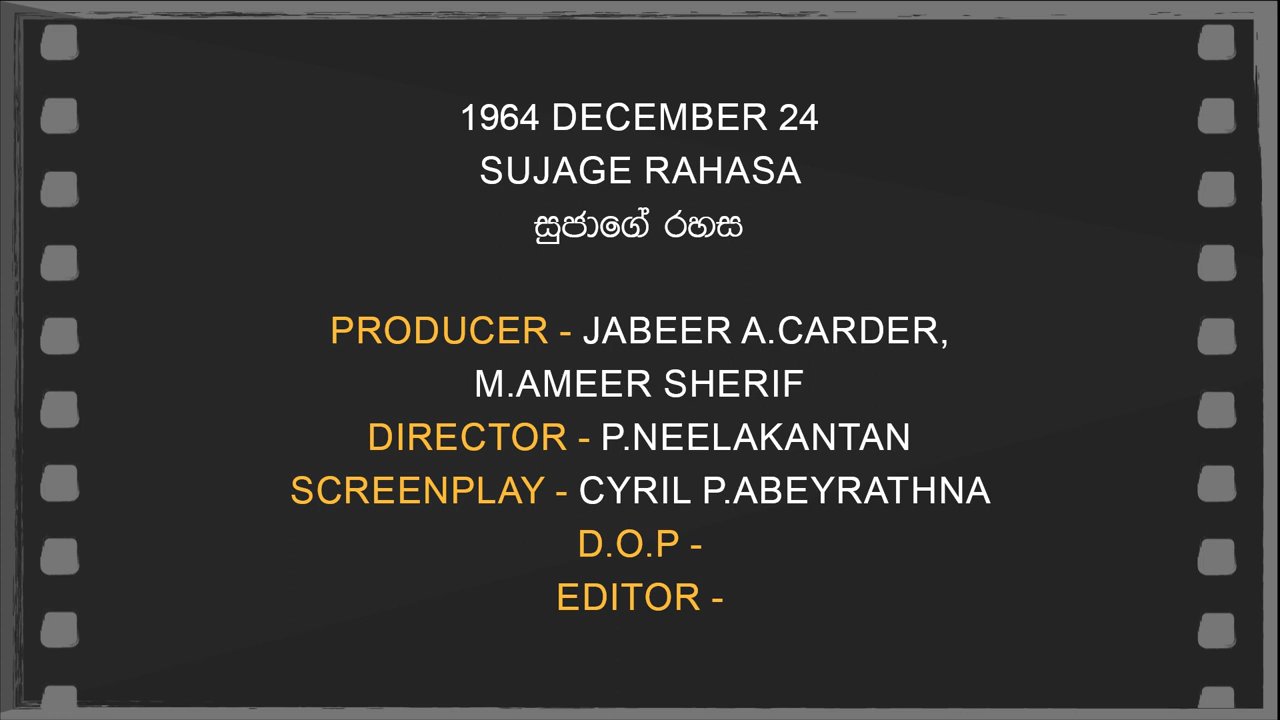 1964 DECEMBER 24
SUJAGE RAHASA
සුජාගේ රහස
PRODUCER - JABEER A.CARDER,
M.AMEER SHERIF
DIRECTOR - P.NEELAKANTAN
SCREENPLAY - CYRIL P.ABEYRATHNA
D.O.P -
EDITOR -